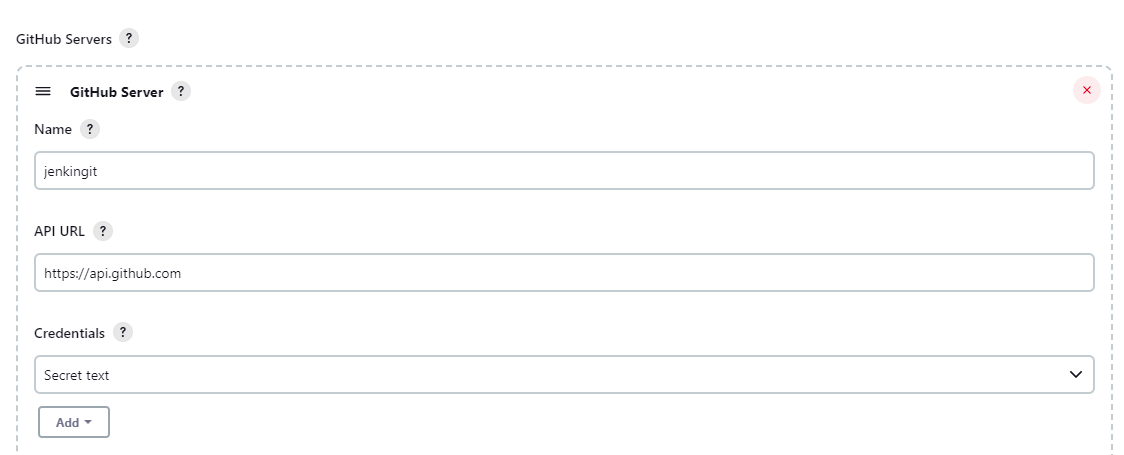 GitHub Servers ?
GitHub Server ?
Name ?
jenkingit
API URL ?
https://api.github.com
Credentials ?
Secret text
Add